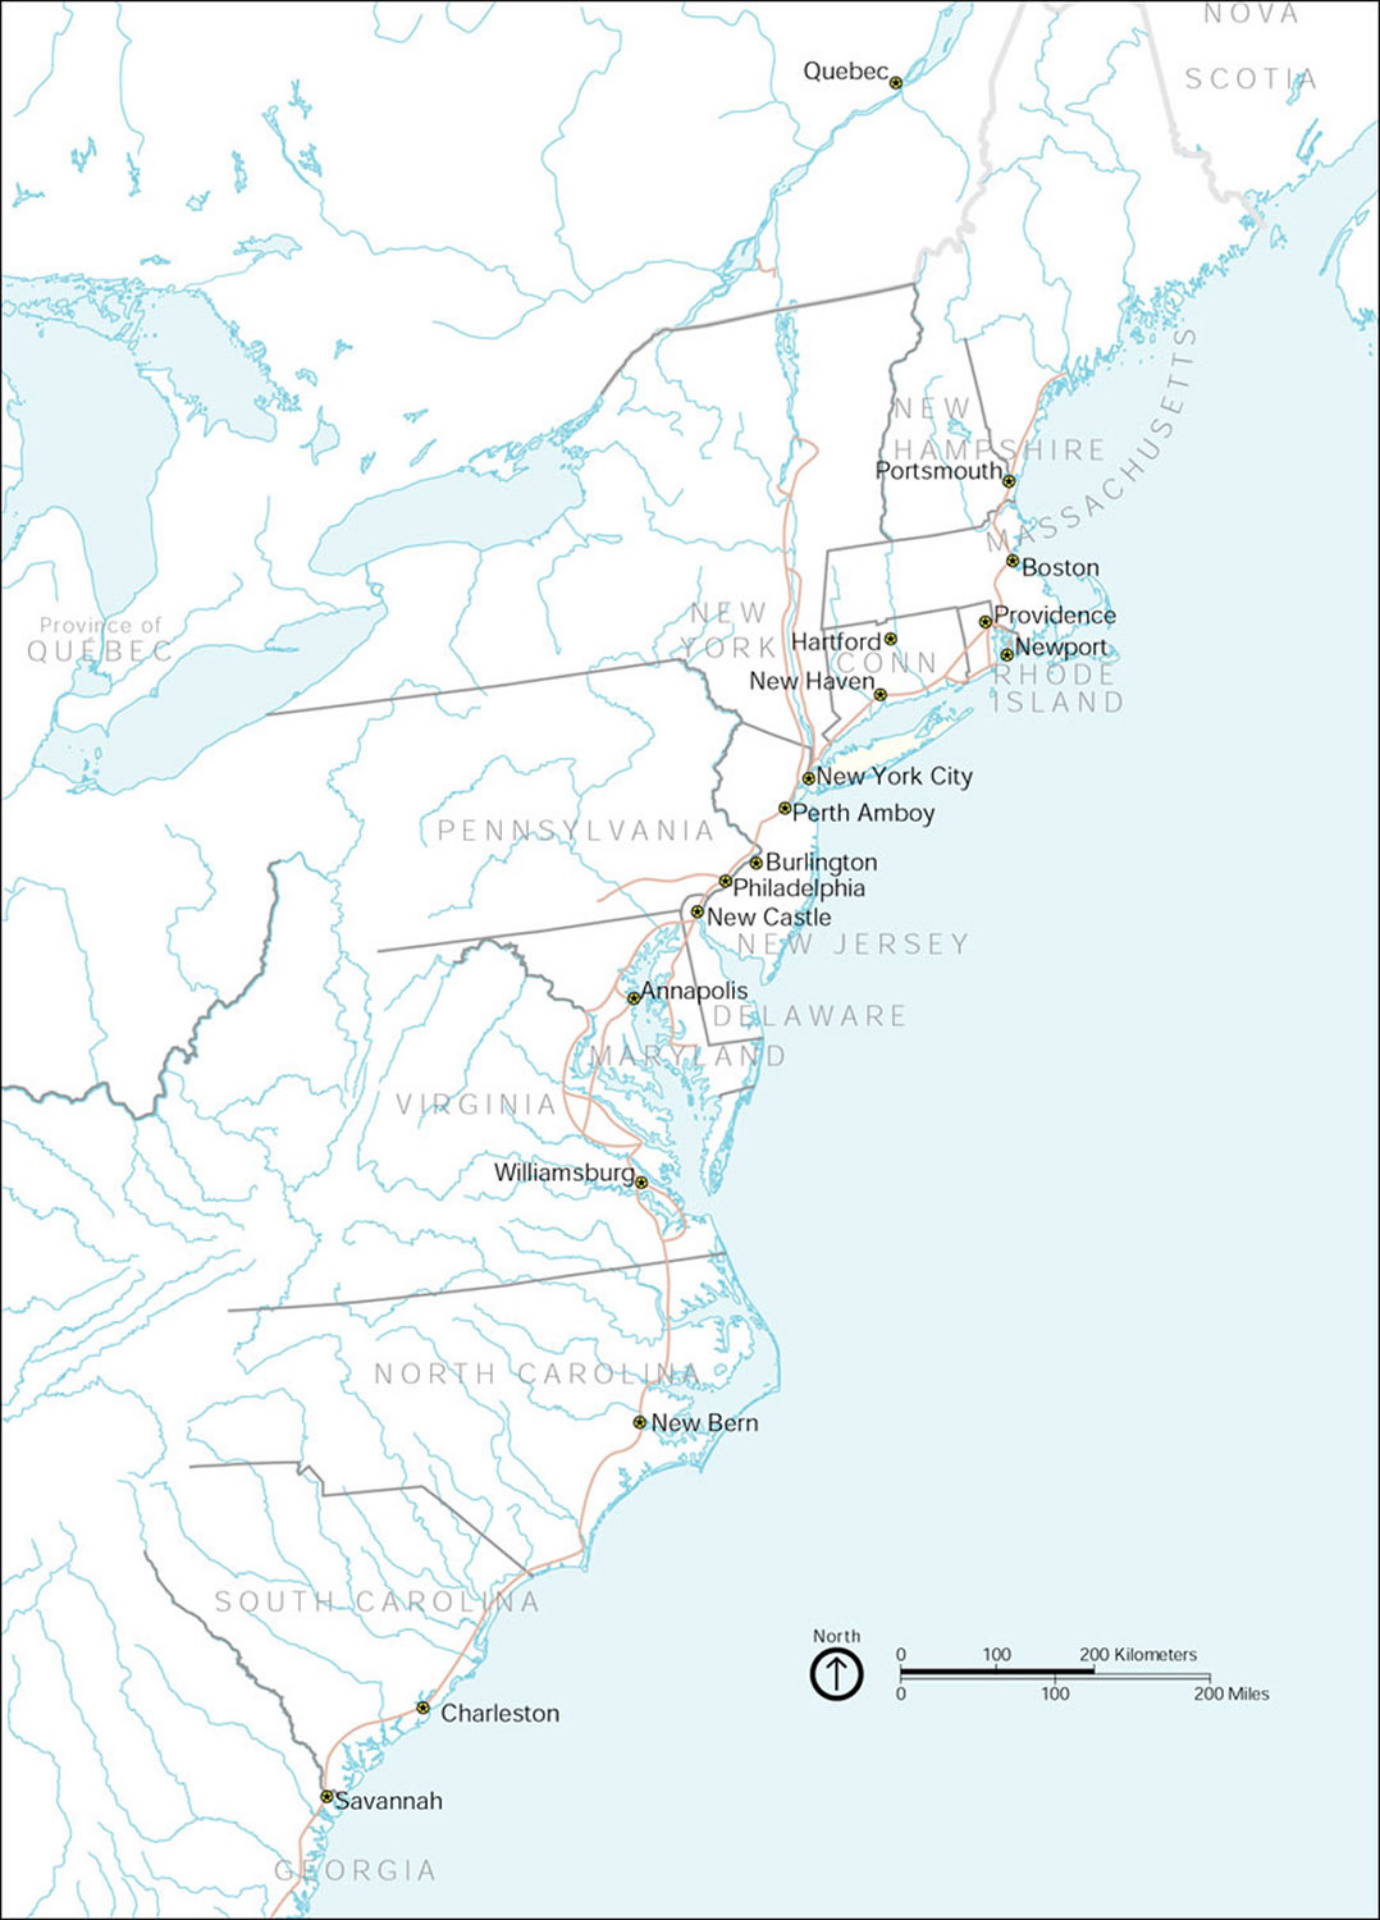 NOVA
SCOTIA
Quebec
MASSACHUSETTS
NEW
HAMPSHIRE
Portsmouth
Boston
Province of
QUÉBEC
NEW
YORK
Providence
Hartford
Newport
CONN
RHODE
ISLAND
New Haven
New York City
Perth Amboy
PENNSYLVANIA
Burlington
Philadelphia
New Castle
NEW JERSEY
Annapolis
DELAWARE
MARYLAND
VIRGINIA
Williamsburg
NORTH CAROLINA
New Bern
SOUTH CAROLINA
North
0 100 200 Kilometers
0 100 200 Miles
Charleston
Savannah
GEORGIA